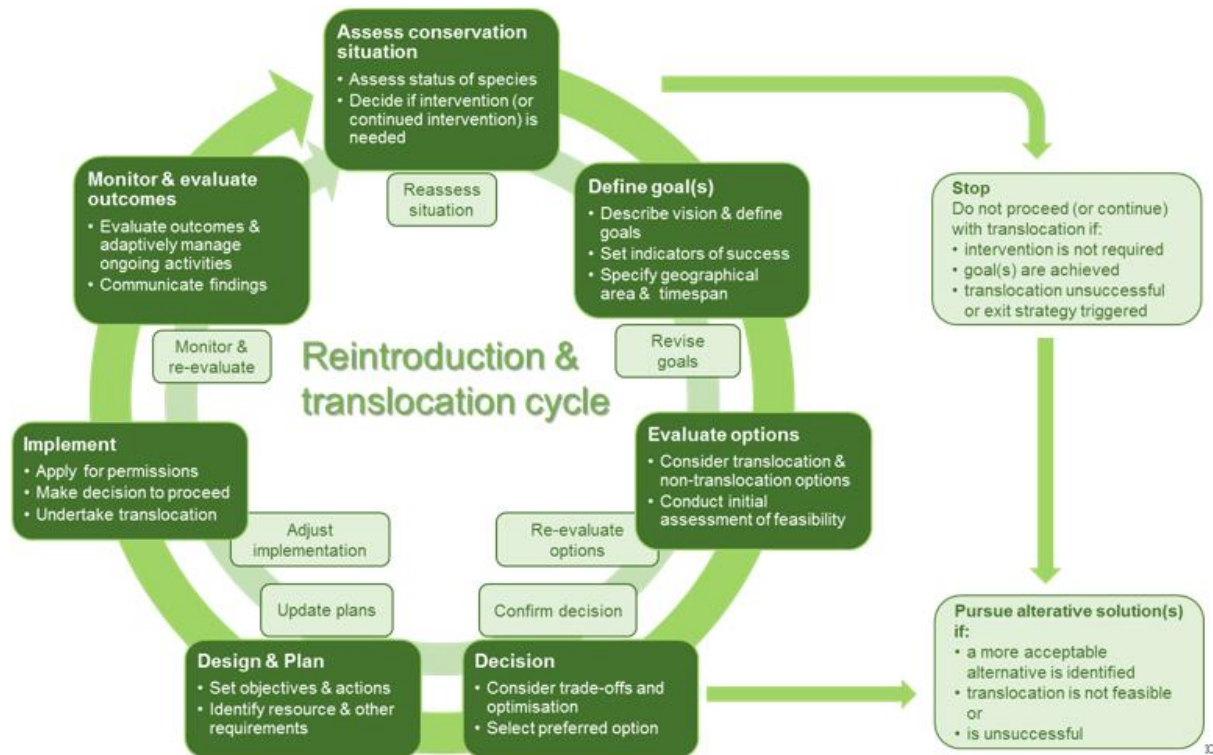 Assess conservation
situation
• Assess status of species
• Decide if intervention (or
continued intervention) is
needed
Reassess
situation
Define goal(s)
• Describe vision & define
goals
• Set indicators of success
• Specify geographical
area & timespan
Revise
goals
Evaluate options
• Consider translocation &
non-translocation options
• Conduct initial
assessment of feasibility
Re-evaluate
options
Decision
• Consider trade-offs and
optimisation
• Select preferred option
Confirm decision
Design & Plan
• Set objectives & actions
• Identify resource & other
requirements
Update plans
Implement
• Apply for permissions
• Make decision to proceed
• Undertake translocation
Adjust
implementation
Monitor & evaluate
outcomes
• Evaluate outcomes &
adaptively manage
ongoing activities
• Communicate findings
Monitor &
re-evaluate
Reintroduction &
translocation cycle
Stop
Do not proceed (or continue)
with translocation if:
• intervention is not required
• goal(s) are achieved
• translocation unsuccessful
or exit strategy triggered
Pursue alterative solution(s)
if:
• a more acceptable
alternative is identified
• translocation is not feasible
or
• is unsuccessful